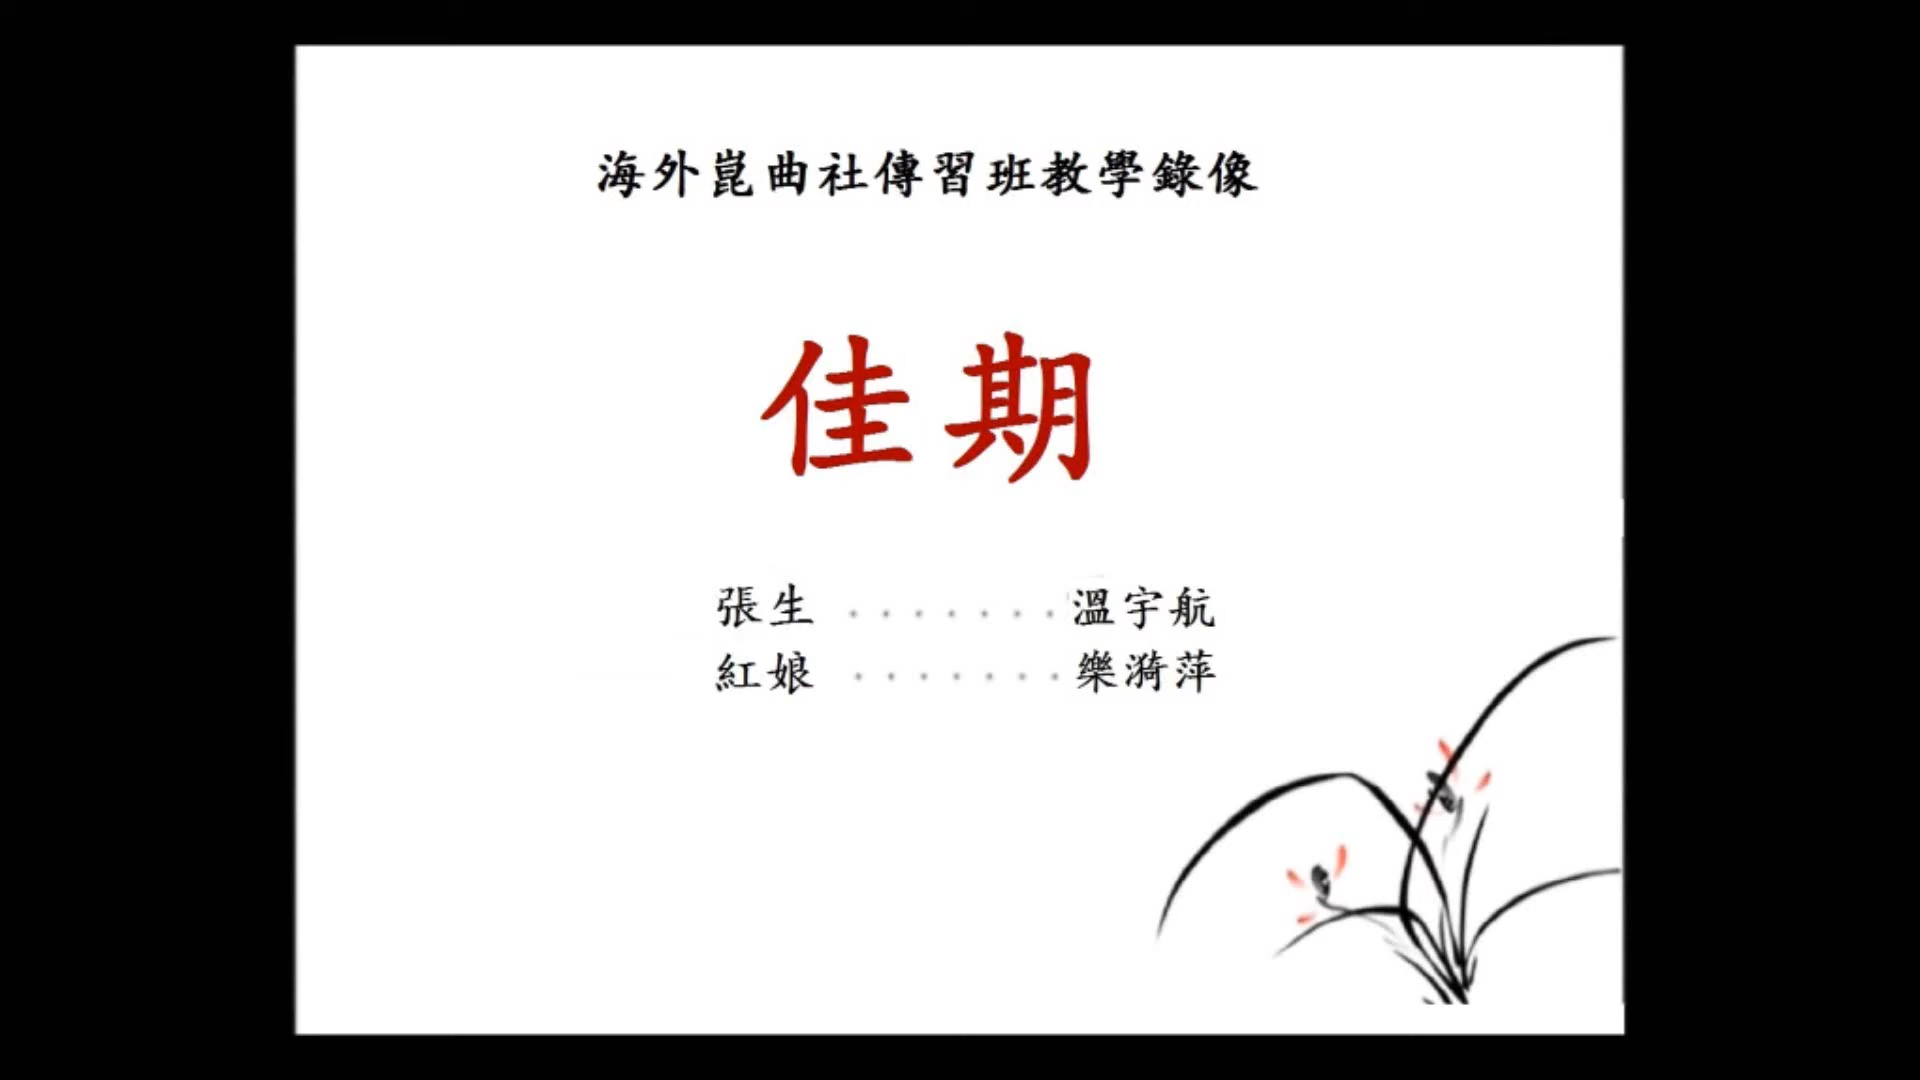 海外崑曲社傳習班教學錄像
佳期
張生 ....... 溫宇航
紅娘 ....... 樂漪萍